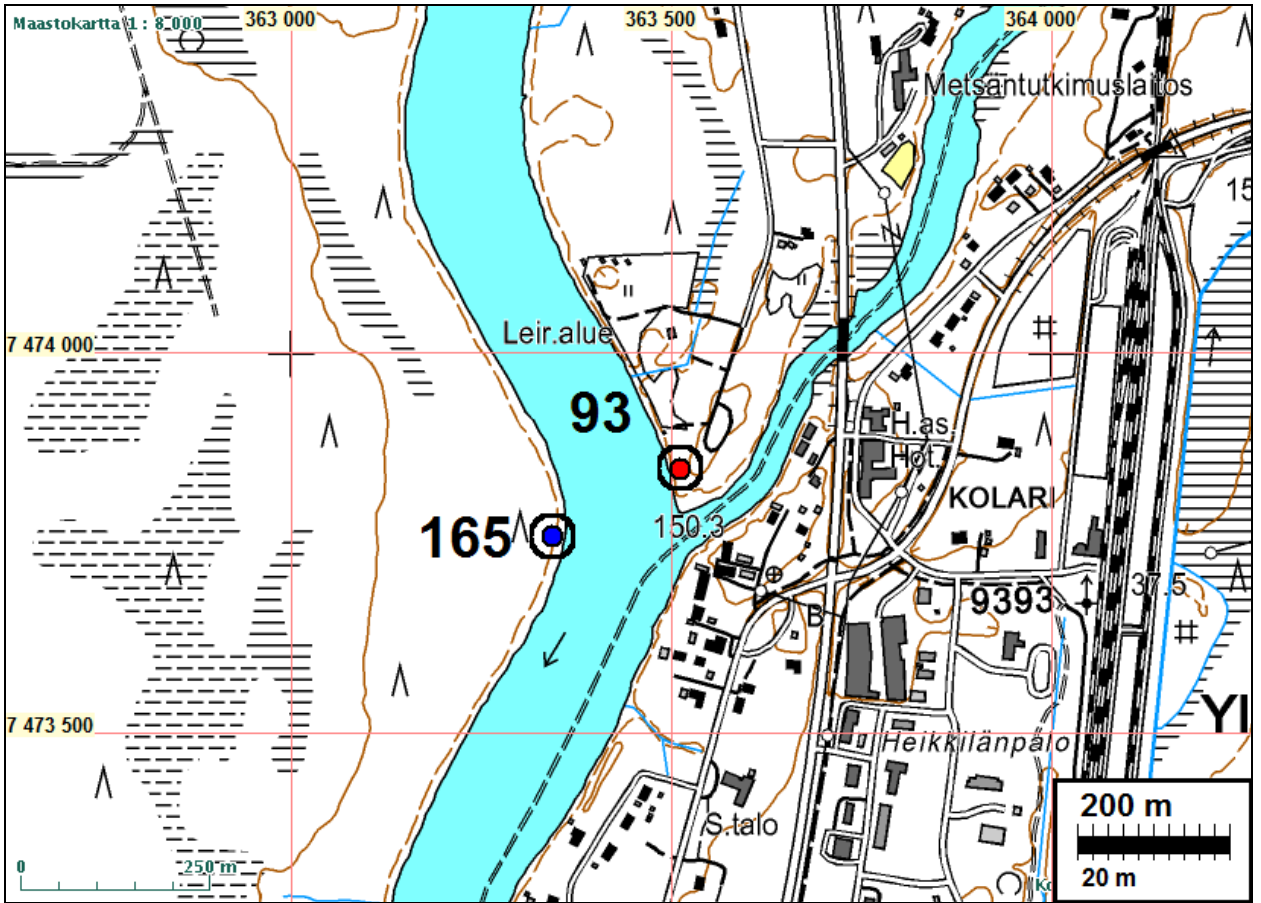 Maastokartta 1 : 8 000
363 000
363 500
364 000
Metsäntutkimuslaitos
15
Leir.alue
7 474 000
93
H.as.
Hot.
165
150.3
KOLARI
9393
37.5
B
7 473 500
YI
Heikkilänpalo
S.talo
200 m
20 m
0
250 m